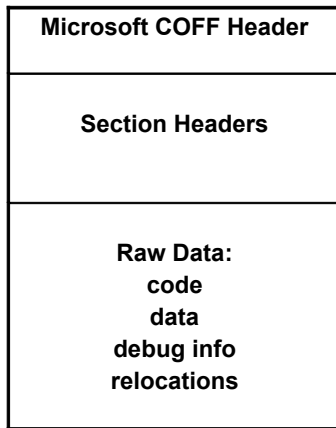 Microsoft COFF Header
Section Headers
Raw Data:
code
data
debug info
relocations